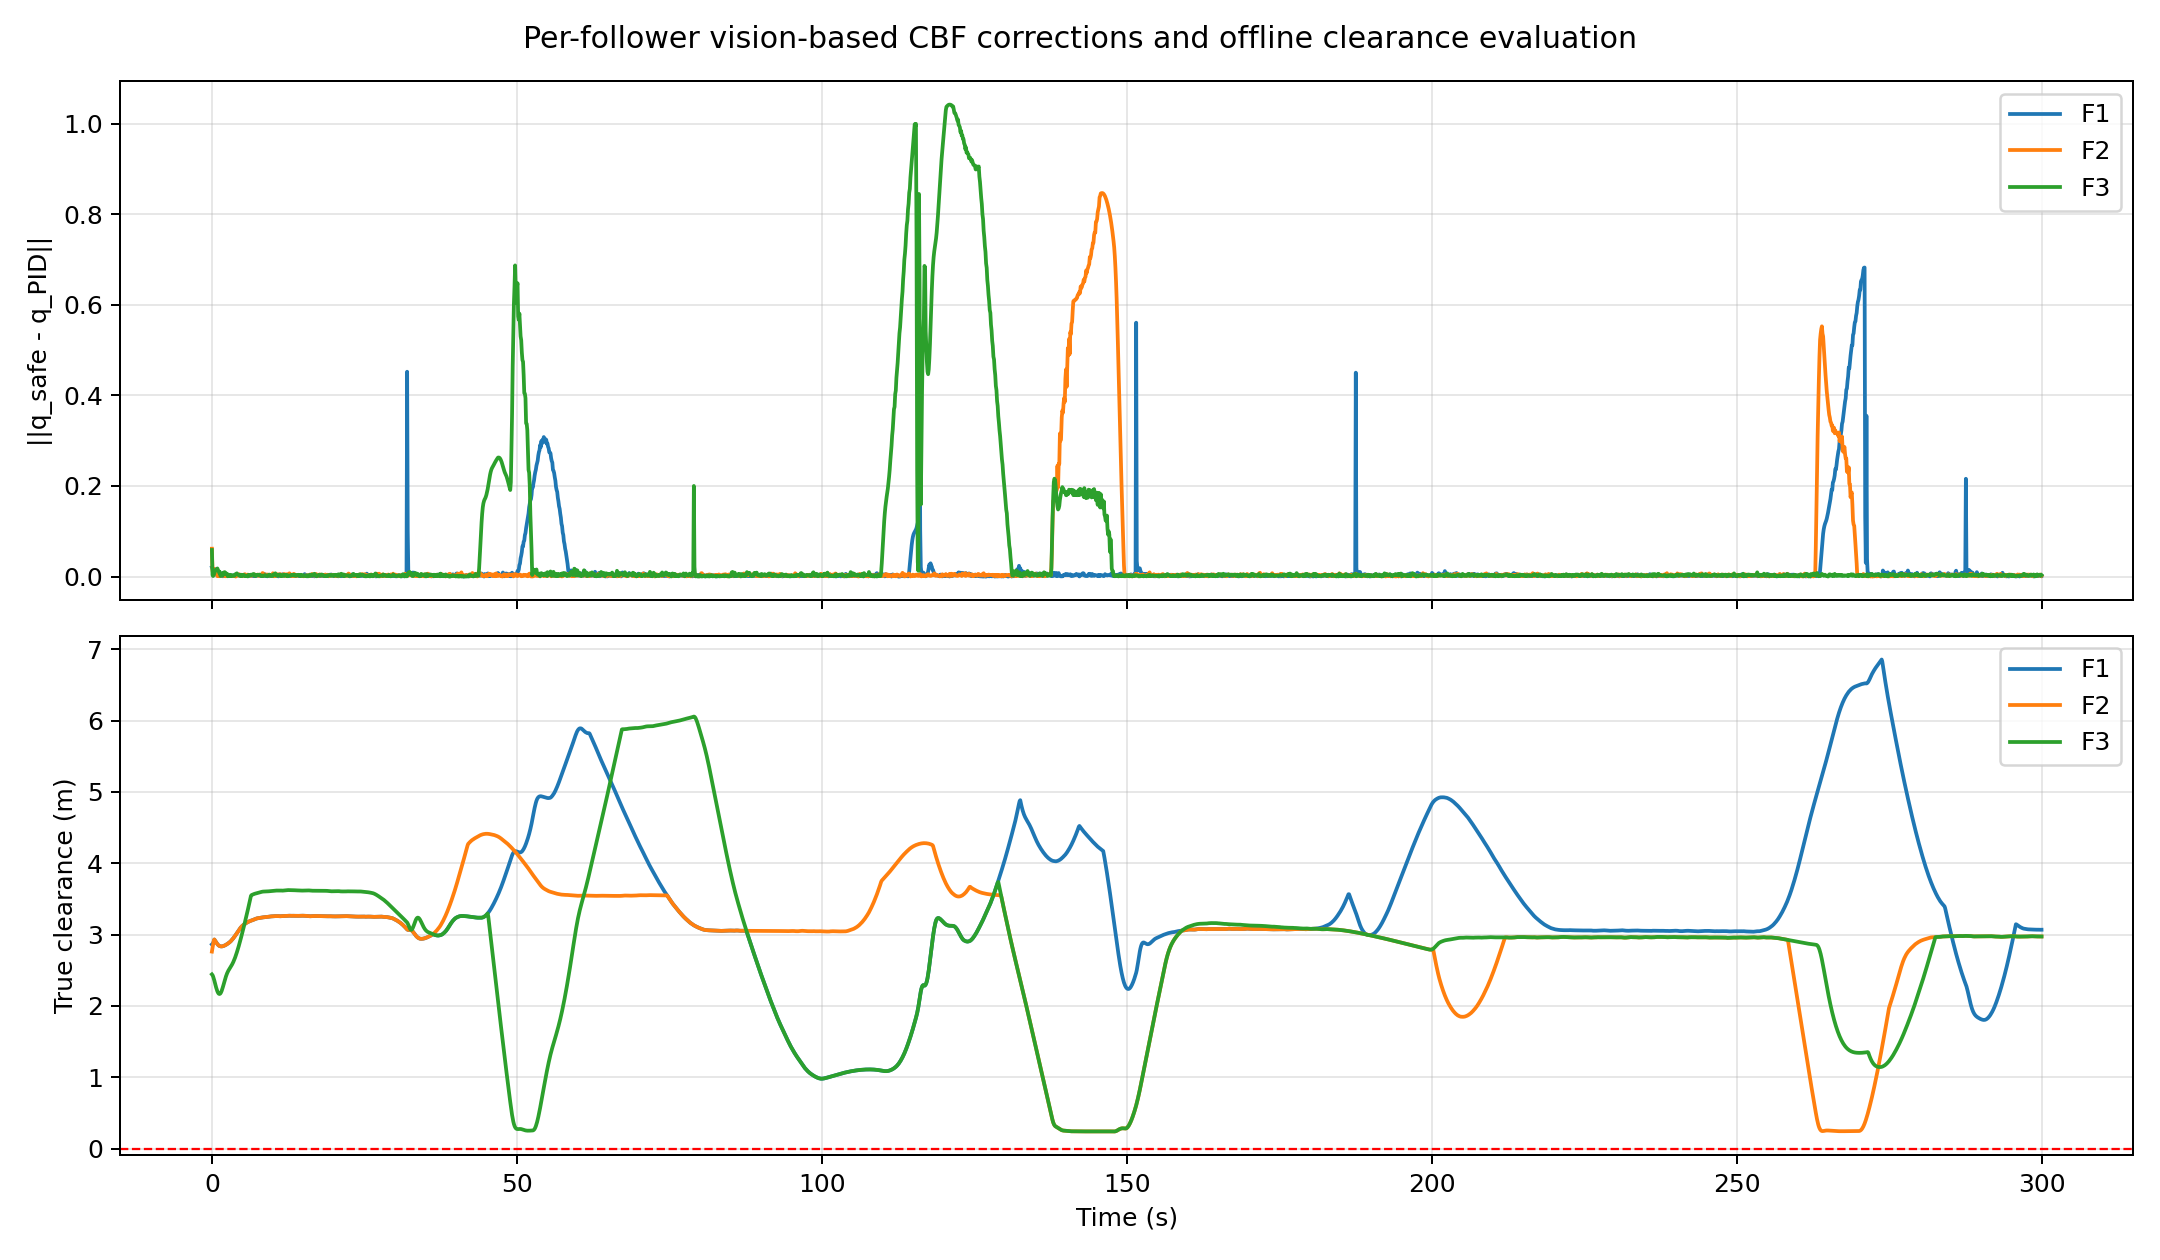 Per-follower vision-based CBF corrections and offline clearance evaluation
||q_safe - q_PID||
1.0
0.8
0.6
0.4
0.2
0.0
F1
F2
F3
True clearance (m)
7
6
5
4
3
2
1
0
F1
F2
F3
0 50 100 150 200 250 300
Time (s)